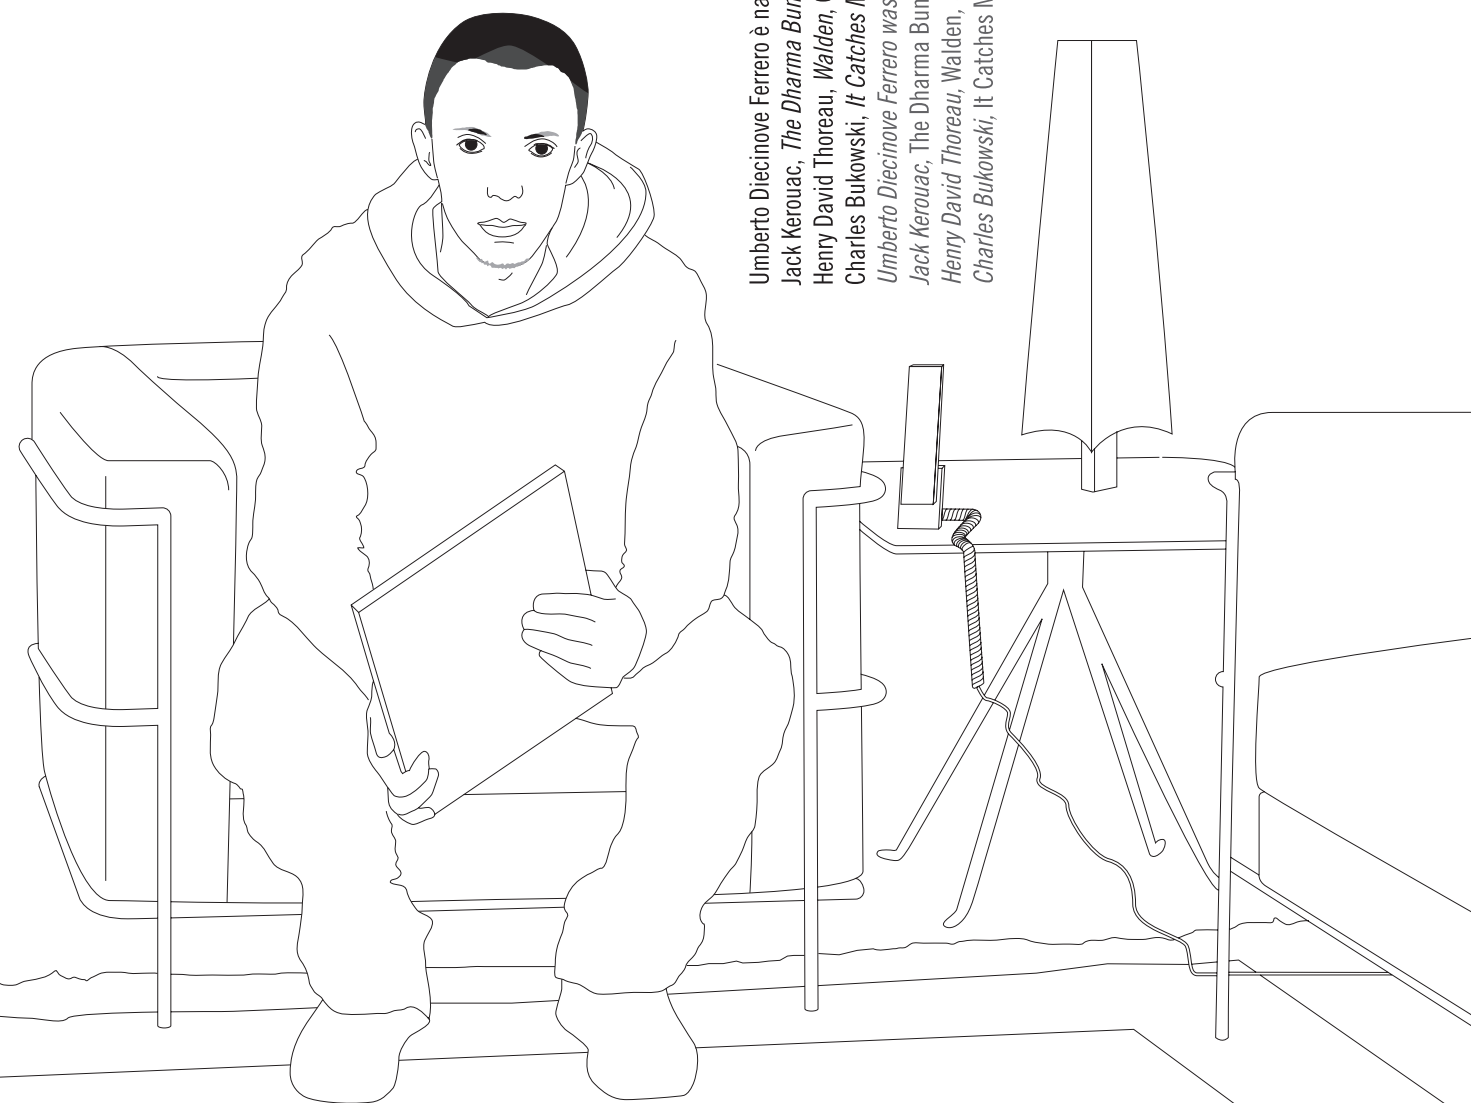 Umberto Diecinove Ferrero è na
Jack Kerouac, The Dharma Bun
Henry David Thoreau, Walden,
Charles Bukowski, It Catches
Umberto Diecinove Ferrero was
Jack Kerouac, The Dharma Bun
Henry David Thoreau, Walden,
Charles Bukowski, It Catches